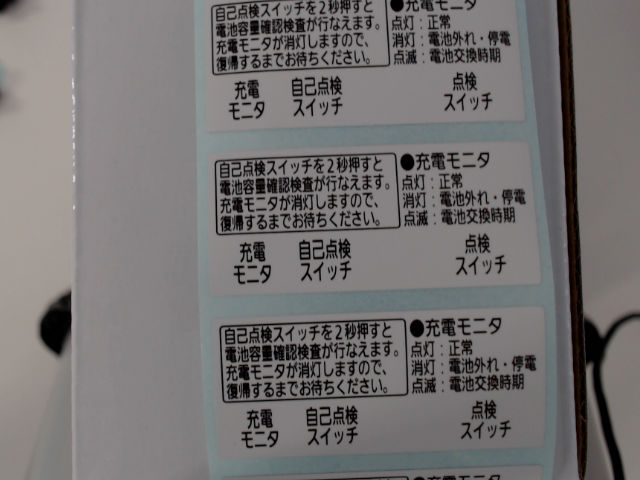 自己点検スイッチを2秒押すと
電池容量確認検査が行なえます。
充電モニタが消灯しますので、
復帰するまでお待ちください。
●充電モニタ
点灯：正常
消灯：電池外れ・停電
点滅：電池交換時期
充電
モニタ
自己点検
スイッチ
点検
スイッチ
自己点検スイッチを2秒押すと
電池容量確認検査が行なえます。
充電モニタが消灯しますので、
復帰するまでお待ちください。
●充電モニタ
点灯：正常
消灯：電池外れ・停電
点滅：電池交換時期
充電
モニタ
自己点検
スイッチ
点検
スイッチ
自己点検スイッチを2秒押すと
電池容量確認検査が行なえます。
充電モニタが消灯しますので、
復帰するまでお待ちください。
●充電モニタ
点灯：正常
消灯：電池外れ・停電
点滅：電池交換時期
充電
モニタ
自己点検
スイッチ
点検
スイッチ
●充電モニタ